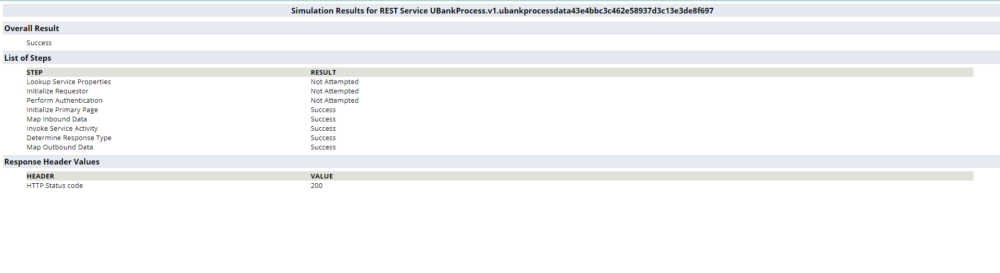 Simulation Results for REST Service UBankProcess.v1.ubankprocessdata43e4bbc3c462e58937d3c13e3de8f697
Overall Result
Success
List of Steps
STEP RESULT
Lookup Service Properties Not Attempted
Initialize Requestor Not Attempted
Perform Authentication Not Attempted
Initialize Primary Page Success
Map Inbound Data Success
Invoke Service Activity Success
Determine Response Type Success
Map Outbound Data Success
Response Header Values
HEADER VALUE
HTTP Status code 200